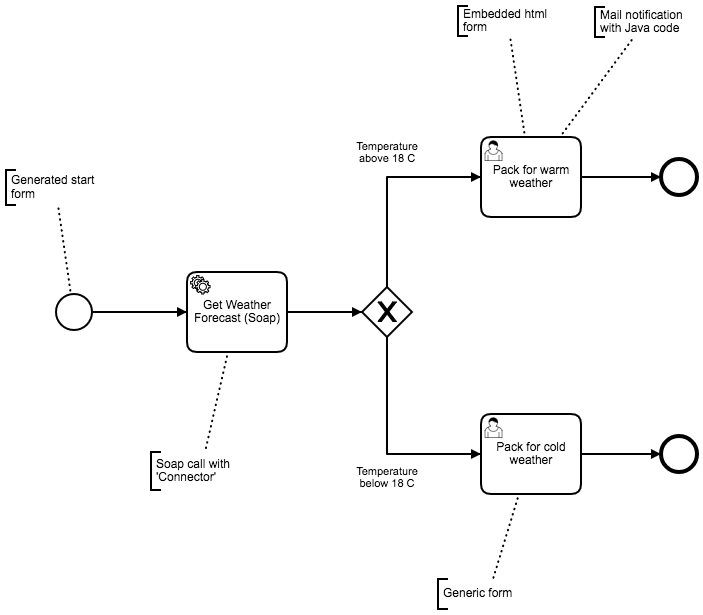 Embedded html
form
Mail notification
with Java code
Temperature
above 18 C
Pack for warm
weather
Generated start
form
Get Weather
Forecast (Soap)
X
Soap call with
'Connector'
Temperature
below 18 C
Pack for cold
weather
Generic form